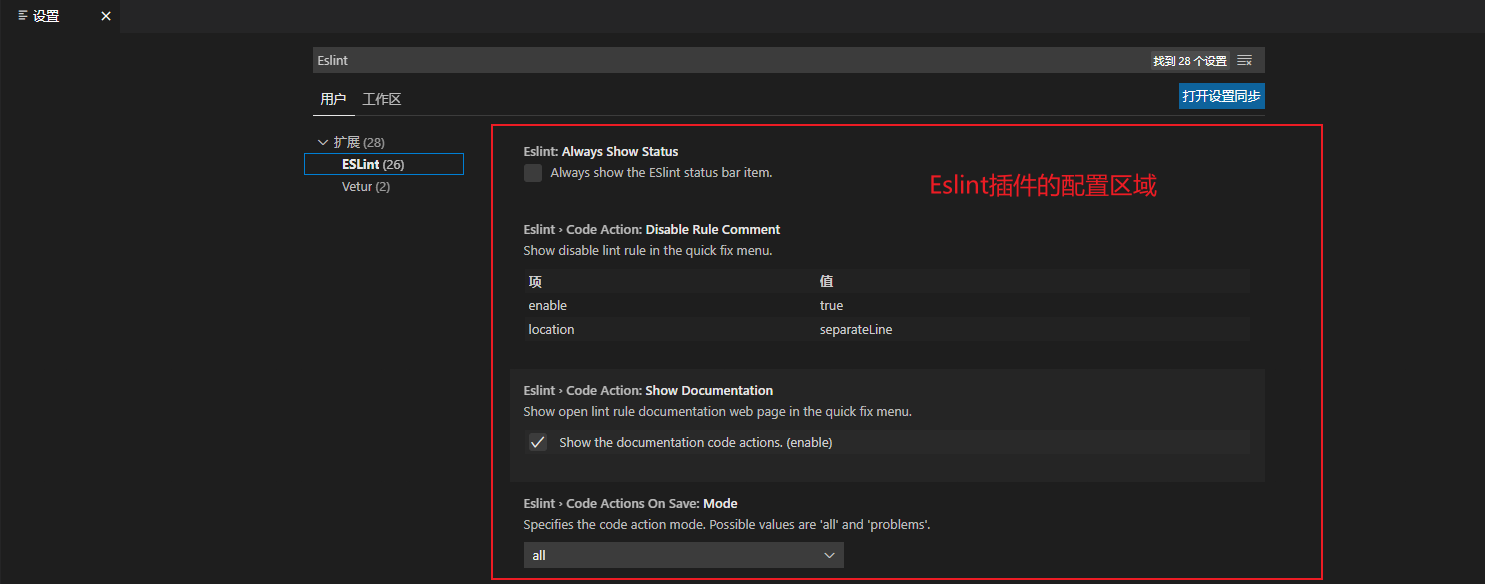 设置
Eslint
找到 28 个设置
用户 工作区
打开设置同步
扩展 (28)
ESLint (26)
Vetur (2)
Eslint: Always Show Status
Always show the ESlint status bar item.
Eslint插件的配置区域
Eslint › Code Action: Disable Rule Comment
Show disable lint rule in the quick fix menu.
项 值
enable true
location separateLine
Eslint › Code Action: Show Documentation
Show open lint rule documentation web page in the quick fix menu.
Show the documentation code actions. (enable)
Eslint › Code Actions On Save: Mode
Specifies the code action mode. Possible values are 'all' and 'problems'.
all